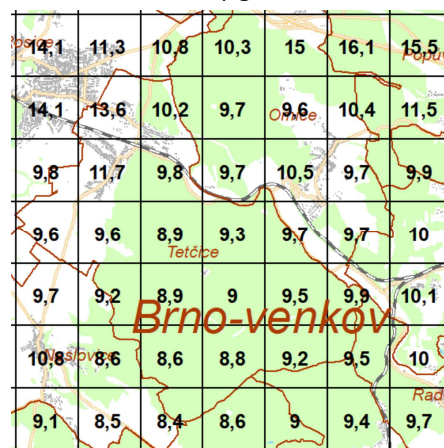 14,1 11,3 10,8 10,3 15 16,1 15,5
14,1 13,6 10,2 9,7 9,6 10,4 11,5
Omice
9,8 11,7 9,8 9,7 10,5 9,7 9,9
9,6 9,6 8,9 9,3 9,7 9,7 10
Tetčice
9,7 9,2 8,9 9 9,5 9,9 10,1
Brno-venkov
10,8 8,6 8,6 8,8 9,2 9,5 10
Neslovice
Rad
9,1 8,5 8,4 8,6 9 9,4 9,7